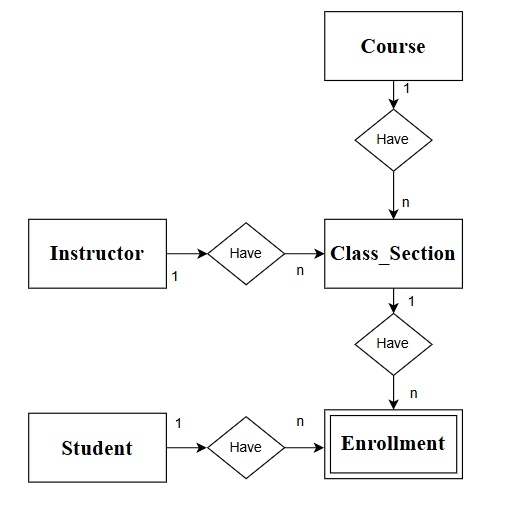 Course
1
Have
n
Instructor
1
Have
n
Class_Section
1
Have
n
Student
1
Have
n
Enrollment